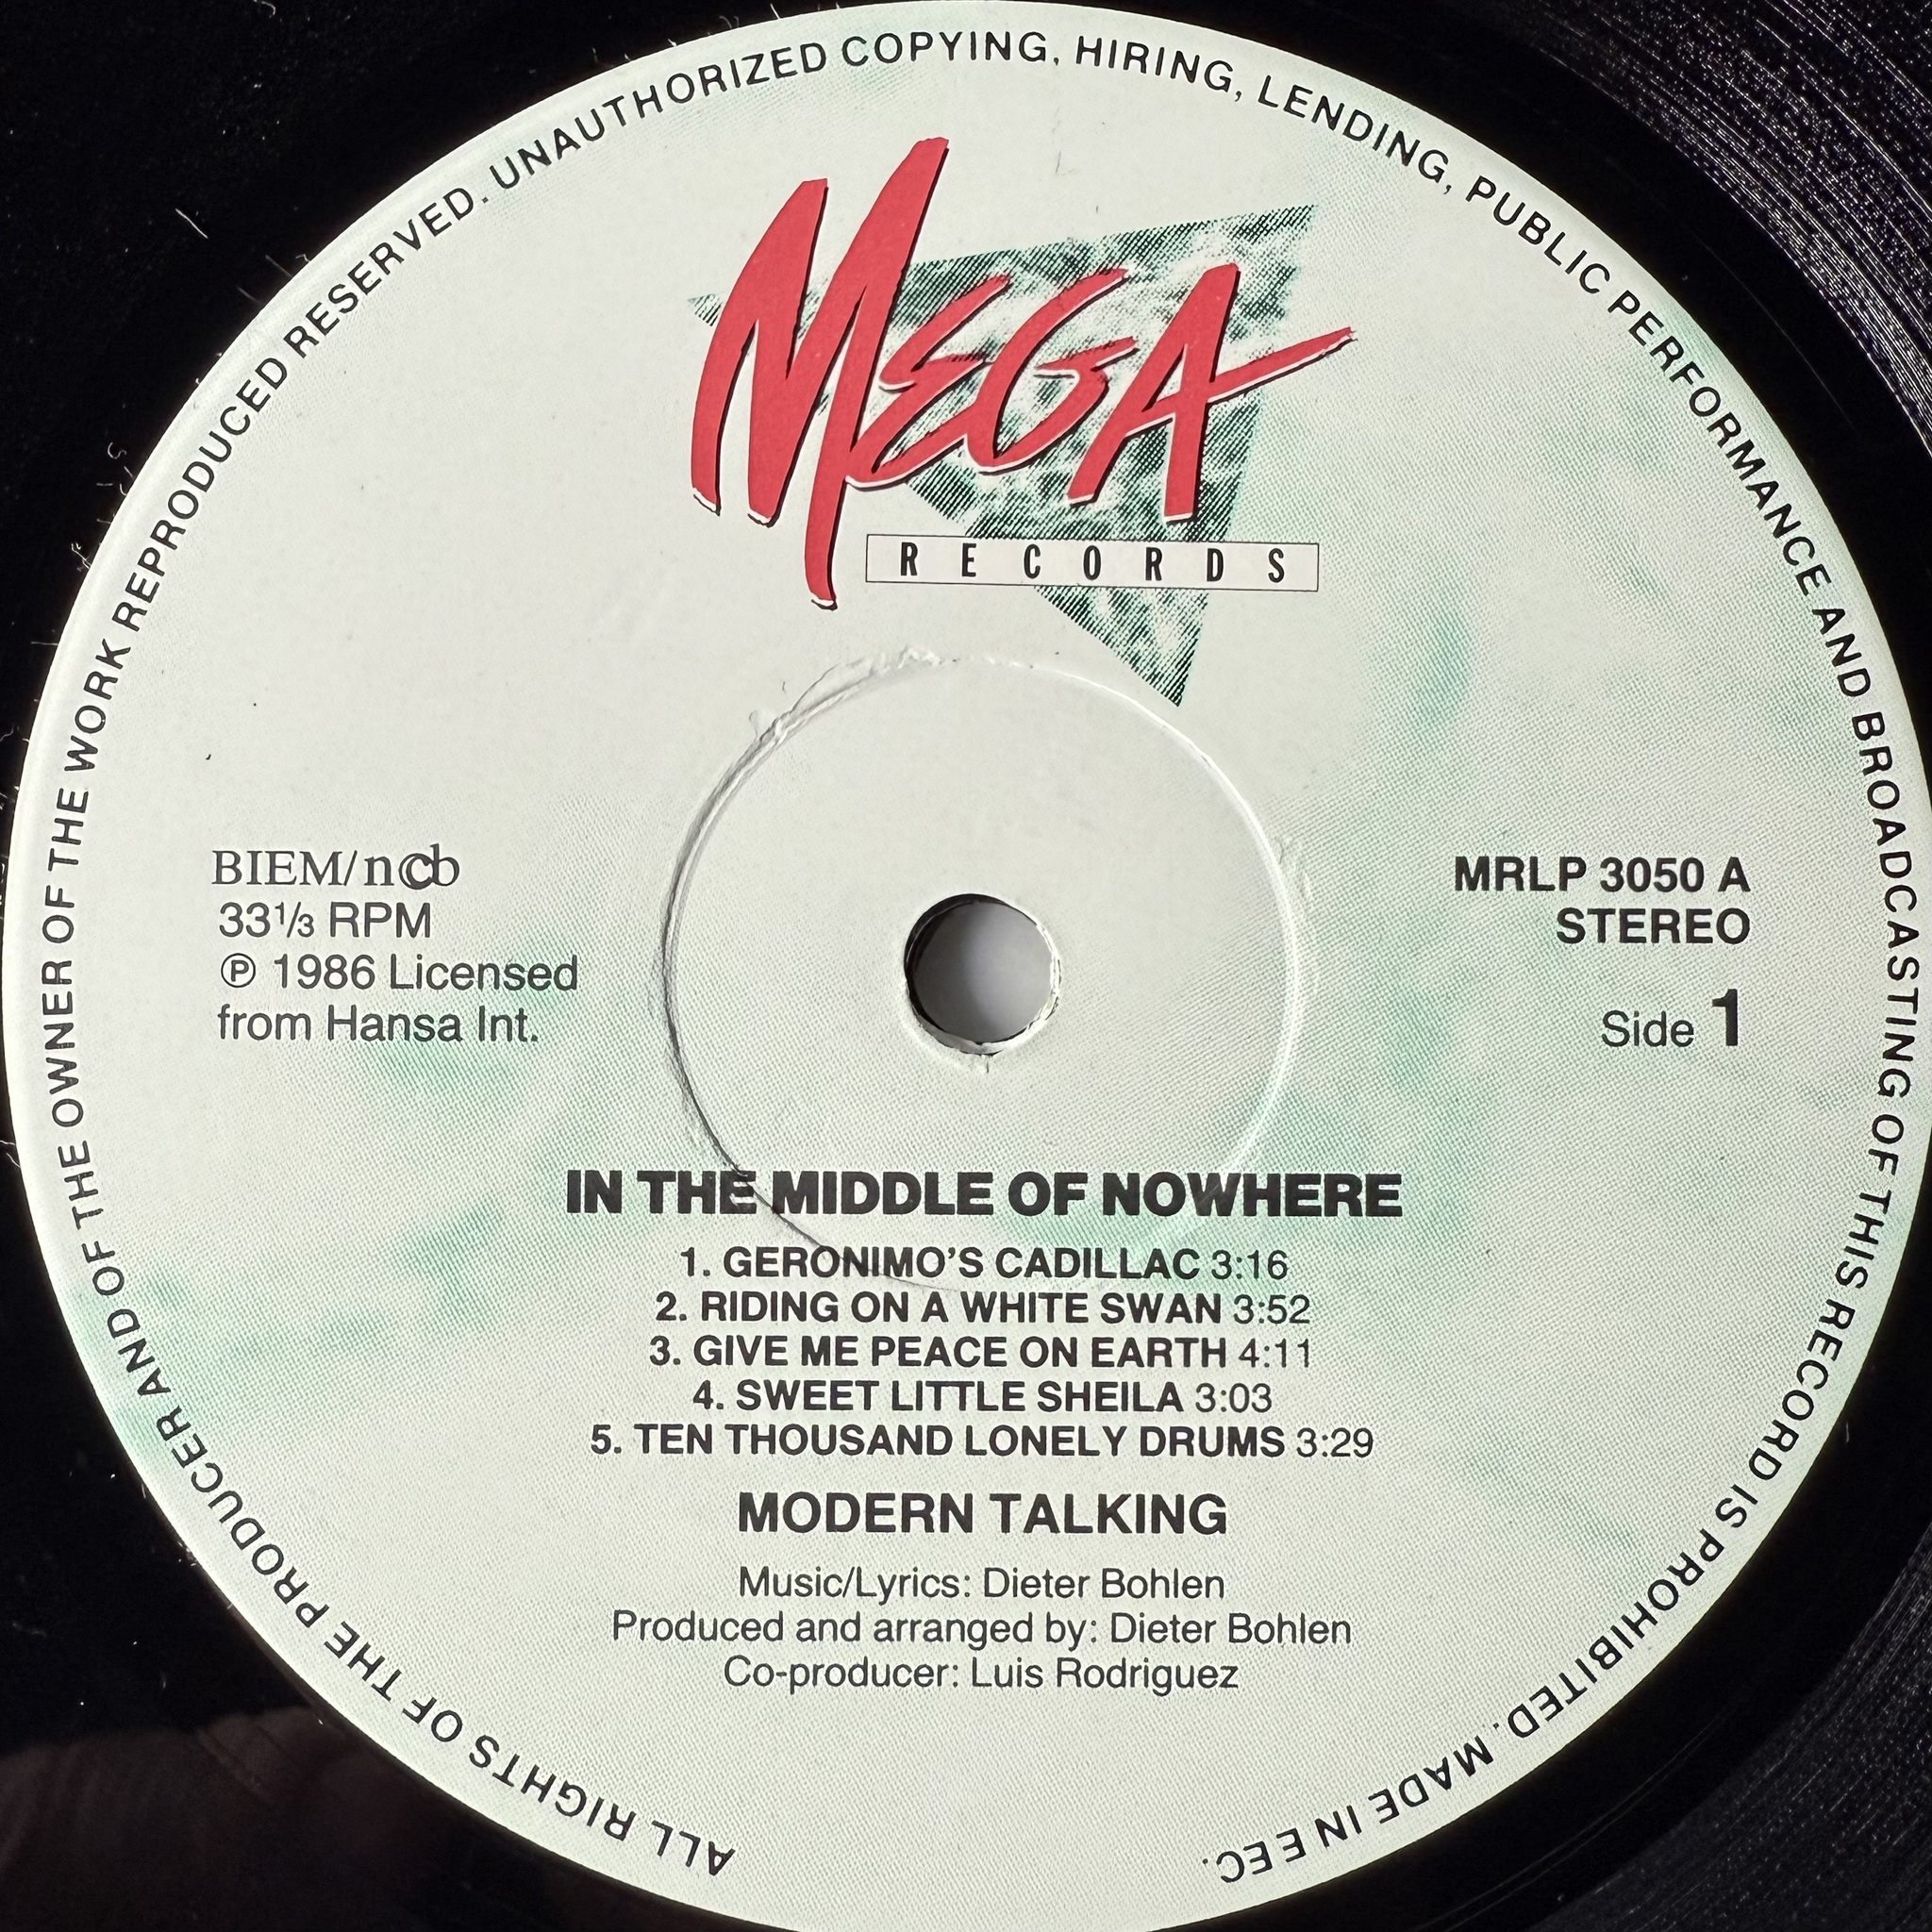 ALL RIGHTS OF THE PRODUCER AND OF THE OWNER OF THE WORK REPRODUCED RESERVED. UNAUTHORIZED COPYING, HIRING, LENDING, PUBLIC PERFORMANCE AND BROADCASTING OF THIS RECORD IS PROHIBITED. MADE IN EEC.
MEGA
RECORDS
BIEM/ncb
33⅓ RPM
℗ 1986 Licensed
from Hansa Int.
MRLP 3050 A
STEREO
Side 1
IN THE MIDDLE OF NOWHERE
1. GERONIMO'S CADILLAC 3:16
2. RIDING ON A WHITE SWAN 3:52
3. GIVE ME PEACE ON EARTH 4:11
4. SWEET LITTLE SHEILA 3:03
5. TEN THOUSAND LONELY DRUMS 3:29
MODERN TALKING
Music/Lyrics: Dieter Bohlen
Produced and arranged by: Dieter Bohlen
Co-producer: Luis Rodriguez